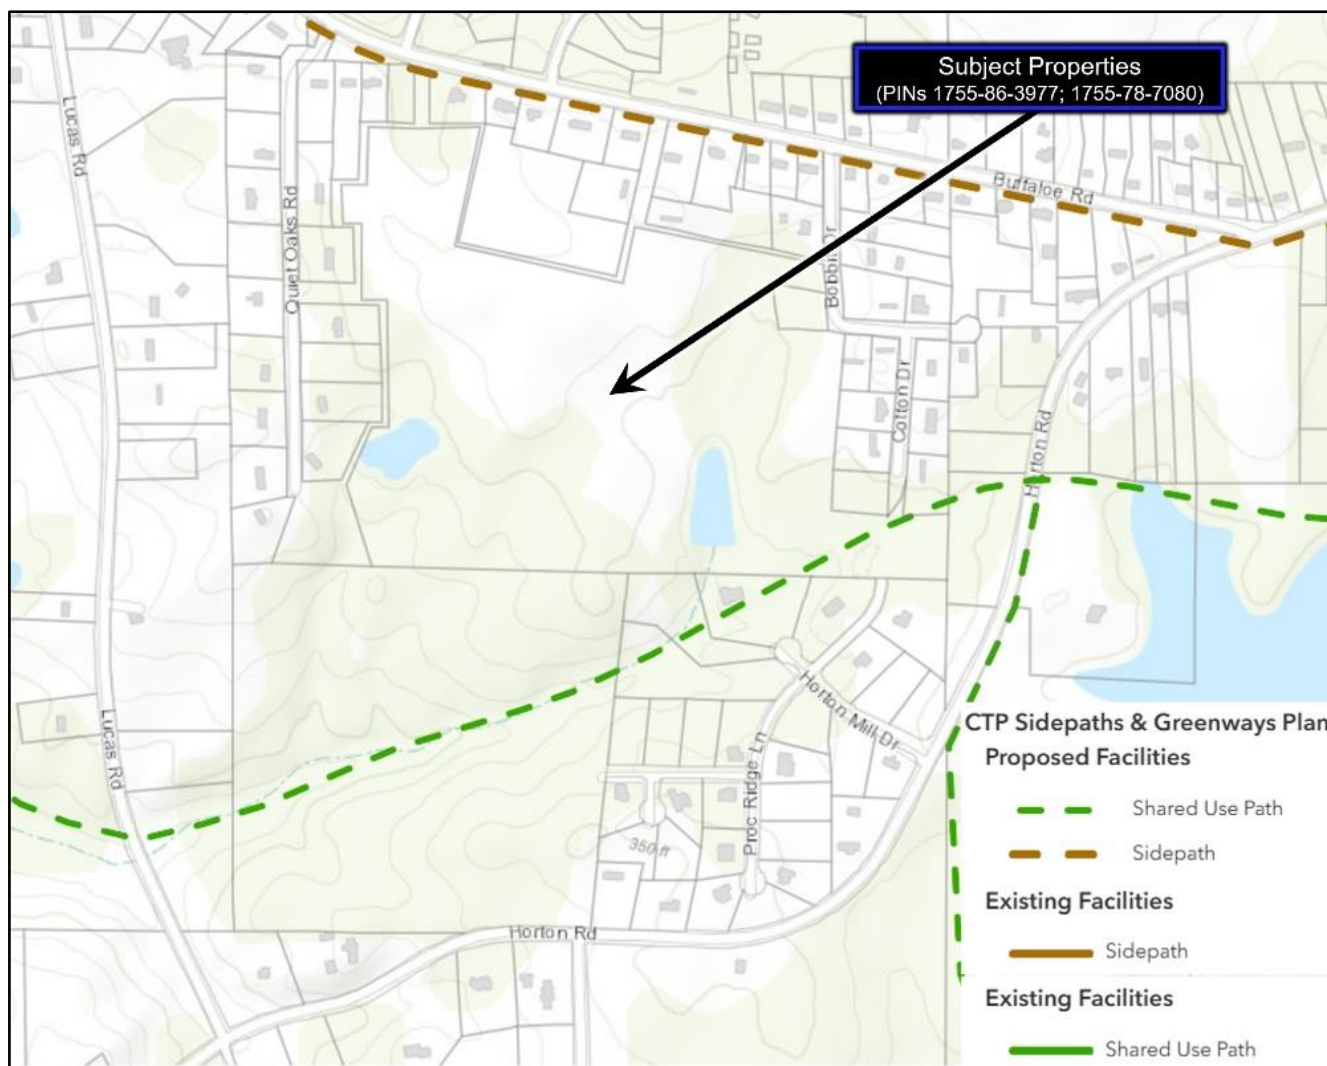 Subject Properties
(PINs 1755-86-3977; 1755-78-7080)
Lucas Rd
Quiet Oaks Rd
Buffaloe Rd
Bobbitt Dr
Cotton Dr
Horton Rd
Horton Mill Dr
Proc Ridge Ln
Lucas Rd
350 ft
Horton Rd
CTP Sidepaths & Greenways Plan
Proposed Facilities
Shared Use Path
Sidepath
Existing Facilities
Sidepath
Existing Facilities
Shared Use Path